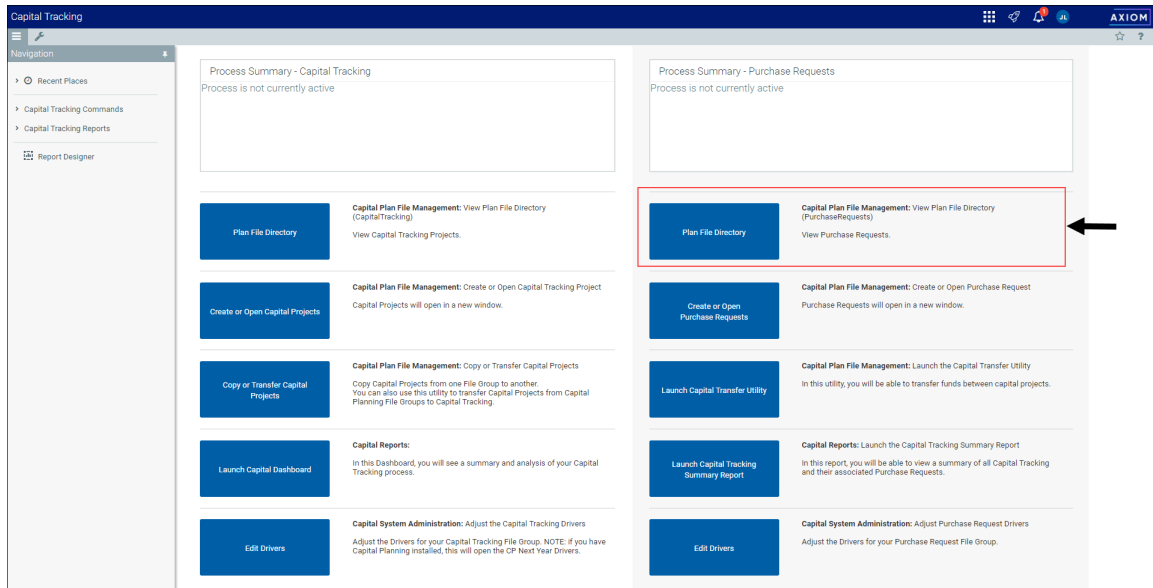 Capital Tracking
1
JL
AXIOM
?
Navigation
Recent Places
Capital Tracking Commands
Capital Tracking Reports
Report Designer
Process Summary - Capital Tracking
Process is not currently active
Plan File Directory
Capital Plan File Management: View Plan File Directory
(CapitalTracking)
View Capital Tracking Projects.
Create or Open Capital Projects
Capital Plan File Management: Create or Open Capital Tracking Project
Capital Projects will open in a new window.
Copy or Transfer Capital
Projects
Capital Plan File Management: Copy or Transfer Capital Projects
Copy Capital Projects from one File Group to another.
You can also use this utility to transfer Capital Projects from Capital
Planning File Groups to Capital Tracking.
Launch Capital Dashboard
Capital Reports:
In this Dashboard, you will see a summary and analysis of your Capital
Tracking process.
Edit Drivers
Capital System Administration: Adjust the Capital Tracking Drivers
Adjust the Drivers for your Capital Tracking File Group. NOTE: if you have
Capital Planning installed, this will open the CP Next Year Drivers.
Process Summary - Purchase Requests
Process is not currently active
Plan File Directory
Capital Plan File Management: View Plan File Directory
(PurchaseRequests)
View Purchase Requests.
Create or Open
Purchase Requests
Capital Plan File Management: Create or Open Purchase Request
Purchase Requests will open in a new window.
Launch Capital Transfer Utility
Capital Plan File Management: Launch the Capital Transfer Utility
In this utility, you will be able to transfer funds between capital projects.
Launch Capital Tracking
Summary Report
Capital Reports: Launch the Capital Tracking Summary Report
In this report, you will be able to view a summary of all Capital Tracking
and their associated Purchase Requests.
Edit Drivers
Capital System Administration: Adjust Purchase Request Drivers
Adjust the Drivers for your Purchase Request File Group.